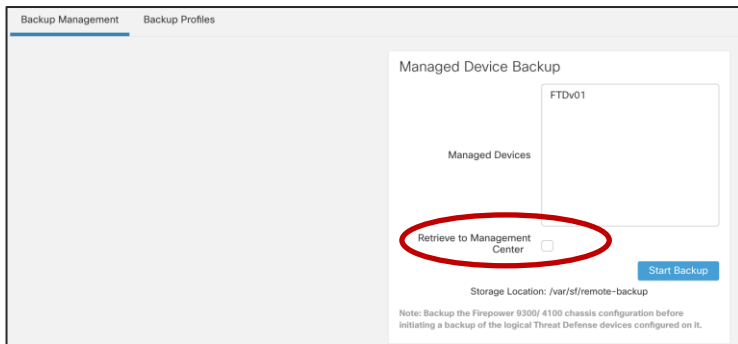 Backup Management Backup Profiles
Managed Device Backup
FTDv01
Managed Devices
Retrieve to Management
Center
Start Backup
Storage Location: /var/sf/remote-backup
Note: Backup the Firepower 9300/ 4100 chassis configuration before
initiating a backup of the logical Threat Defense devices configured on it.